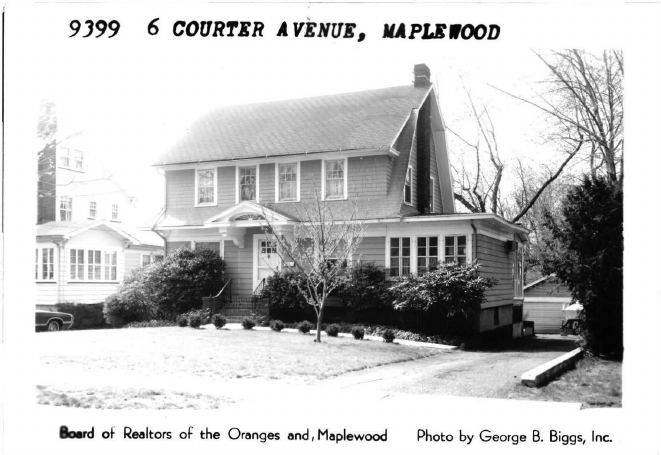 9399 6 COURTER AVENUE, MAPLEWOOD
Board of Realtors of the Oranges and, Maplewood Photo by George B. Biggs, Inc.